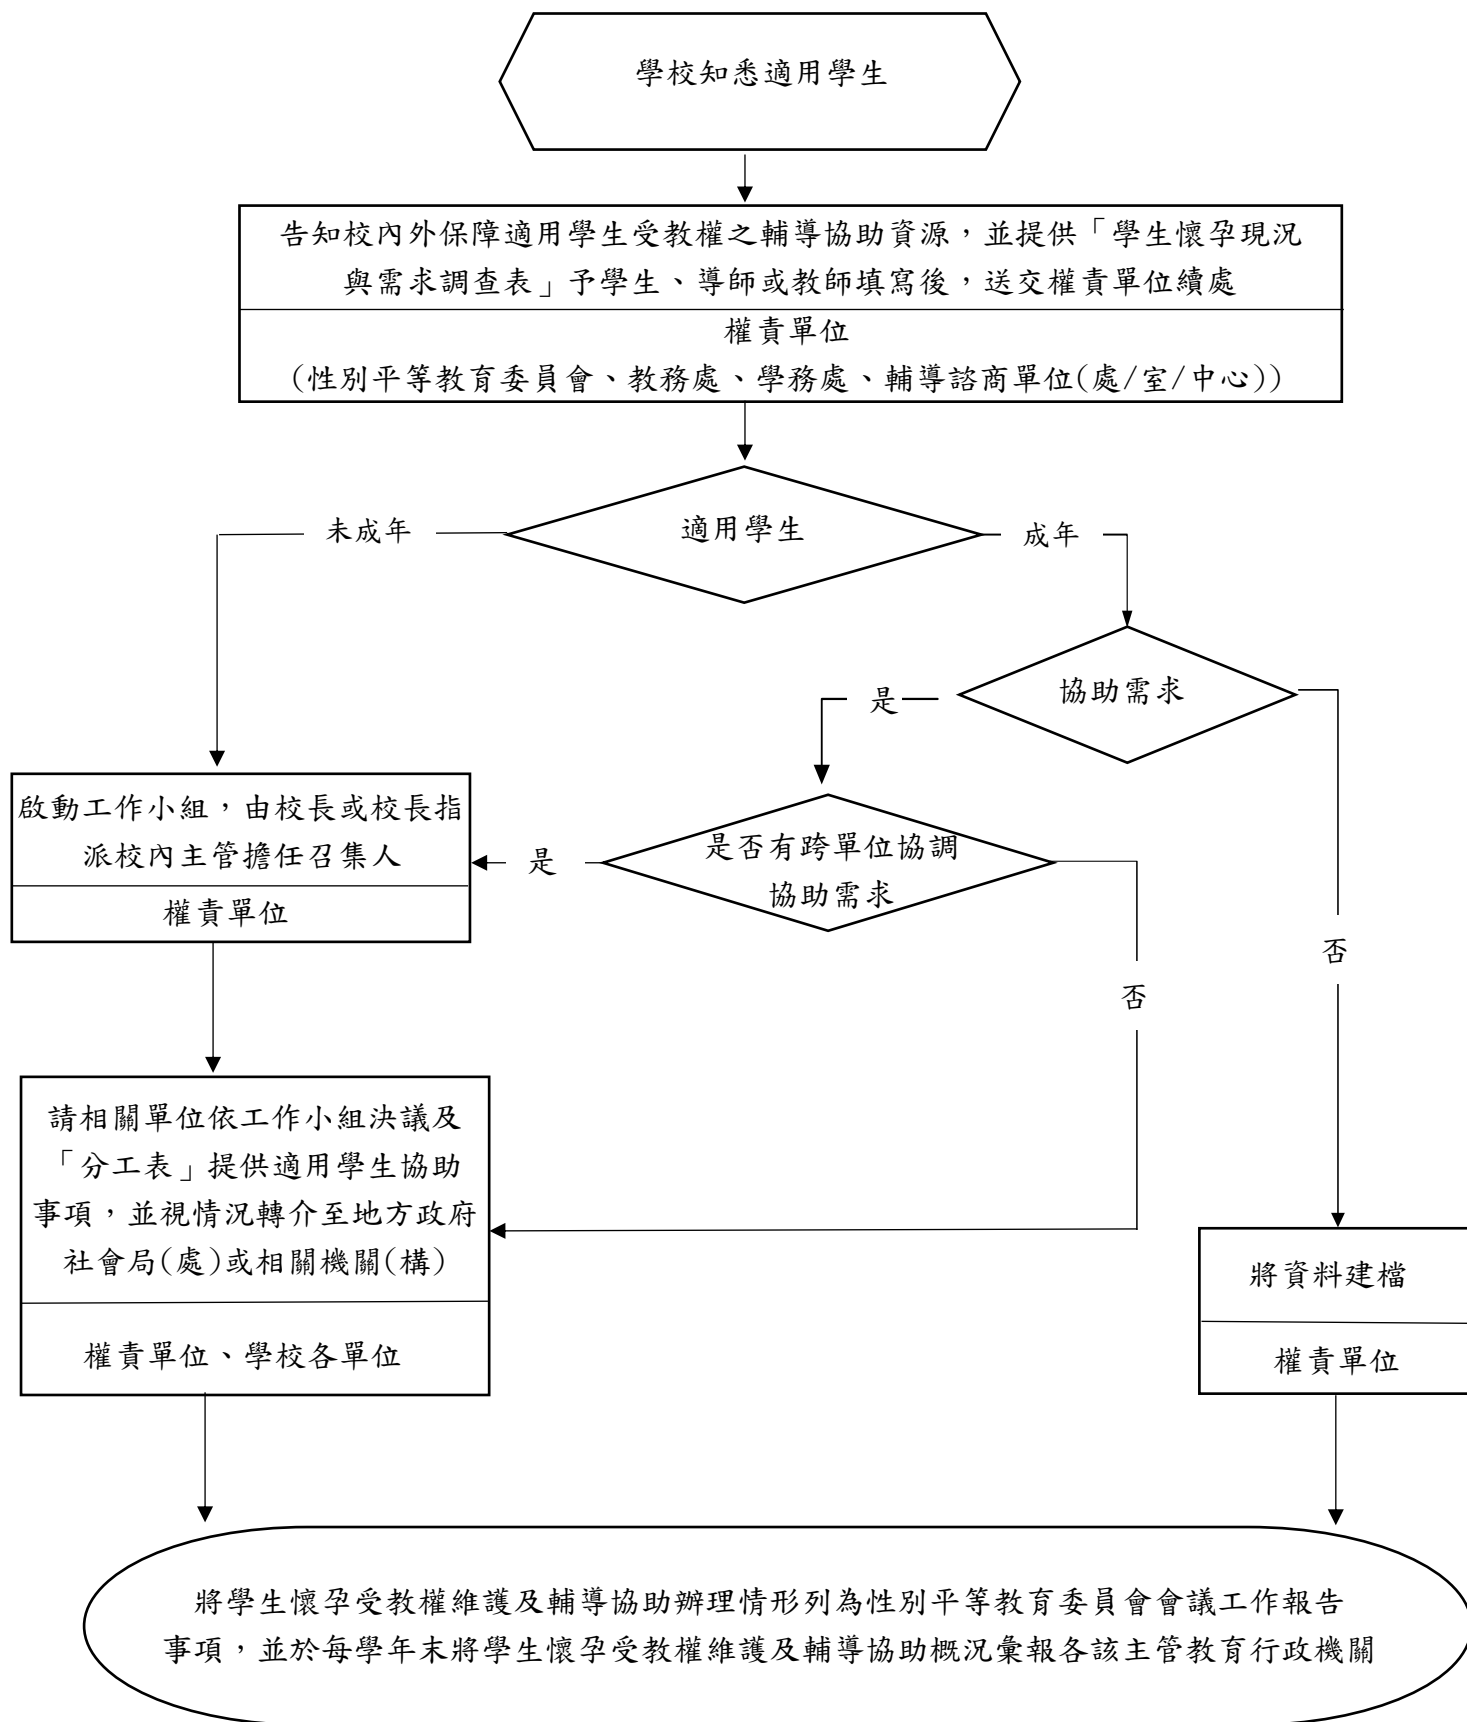 學校知悉適用學生
告知校內外保障適用學生受教權之輔導協助資源，並提供「學生懷孕現況
與需求調查表」予學生、導師或教師填寫後，送交權責單位續處
權責單位
(性別平等教育委員會、教務處、學務處、輔導諮商單位(處/室/中心))
適用學生
未成年
成年
協助需求
是
是否有跨單位協調
協助需求
是
啟動工作小組，由校長或校長指
派校內主管擔任召集人
權責單位
否
否
請相關單位依工作小組決議及
「分工表」提供適用學生協助
事項，並視情況轉介至地方政府
社會局(處)或相關機關(構)
權責單位、學校各單位
將資料建檔
權責單位
將學生懷孕受教權維護及輔導協助辦理情形列為性別平等教育委員會會議工作報告
事項，並於每學年末將學生懷孕受教權維護及輔導協助概況彙報各該主管教育行政機關